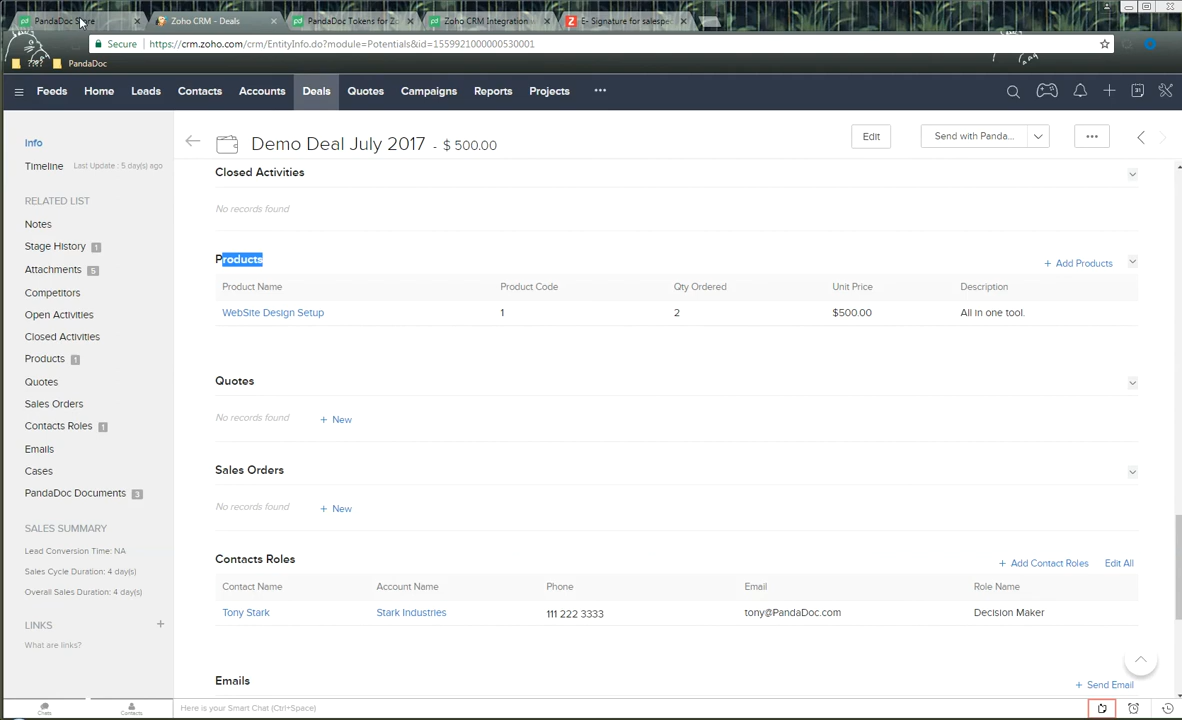 PandaDoc Store
Zoho CRM - Deals
PandaDoc Tokens for Zo
Zoho CRM Integration w
E- Signature for salespe
Secure https://crm.zoho.com/crm/EntityInfo.do?module=Potentials&id=1559921000000530001
???? PandaDoc
Feeds Home Leads Contacts Accounts Deals Quotes Campaigns Reports Projects
31
Info
Timeline Last Update : 5 day(s) ago
RELATED LIST
Notes
Stage History 1
Attachments 5
Competitors
Open Activities
Closed Activities
Products 1
Quotes
Sales Orders
Contacts Roles 1
Emails
Cases
PandaDoc Documents 3
SALES SUMMARY
Lead Conversion Time: NA
Sales Cycle Duration: 4 day(s)
Overall Sales Duration: 4 day(s)
LINKS +
What are links?
Demo Deal July 2017 - $ 500.00
Edit
Send with Panda...
Closed Activities
No records found
Products
+ Add Products
Product Name Product Code Qty Ordered Unit Price Description
WebSite Design Setup 1 2 $500.00 All in one tool.
Quotes
No records found + New
Sales Orders
No records found + New
Contacts Roles
+ Add Contact Roles Edit All
Contact Name Account Name Phone Email Role Name
Tony Stark Stark Industries 111 222 3333 tony@PandaDoc.com Decision Maker
Emails
+ Send Email
Chats Contacts Here is your Smart Chat (Ctrl+Space)